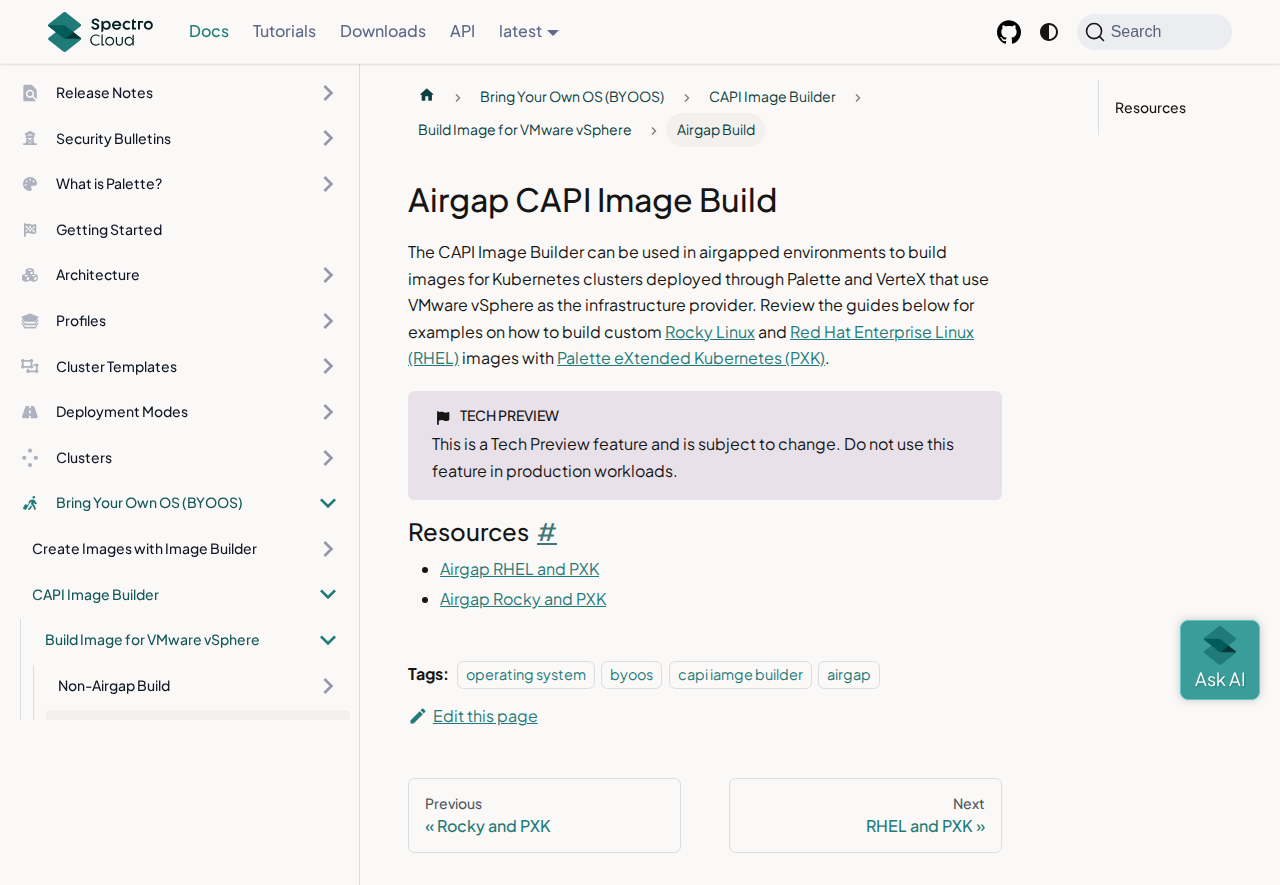 Spectro
Cloud
Docs
Tutorials
Downloads
API
latest
Search
Release Notes
Security Bulletins
What is Palette?
Getting Started
Architecture
Profiles
Cluster Templates
Deployment Modes
Clusters
Bring Your Own OS (BYOOS)
Create Images with Image Builder
CAPI Image Builder
Build Image for VMware vSphere
Non-Airgap Build
Bring Your Own OS (BYOOS)
CAPI Image Builder
Build Image for VMware vSphere
Airgap Build
Airgap CAPI Image Build
The CAPI Image Builder can be used in airgapped environments to build
images for Kubernetes clusters deployed through Palette and VerteX that use
VMware vSphere as the infrastructure provider. Review the guides below for
examples on how to build custom Rocky Linux and Red Hat Enterprise Linux
(RHEL) images with Palette eXtended Kubernetes (PXK).
TECH PREVIEW
This is a Tech Preview feature and is subject to change. Do not use this
feature in production workloads.
Resources #
Airgap RHEL and PXK
Airgap Rocky and PXK
Tags: operating system byoos capi iamge builder airgap
Edit this page
Previous
« Rocky and PXK
Next
RHEL and PXK »
Resources
Ask AI